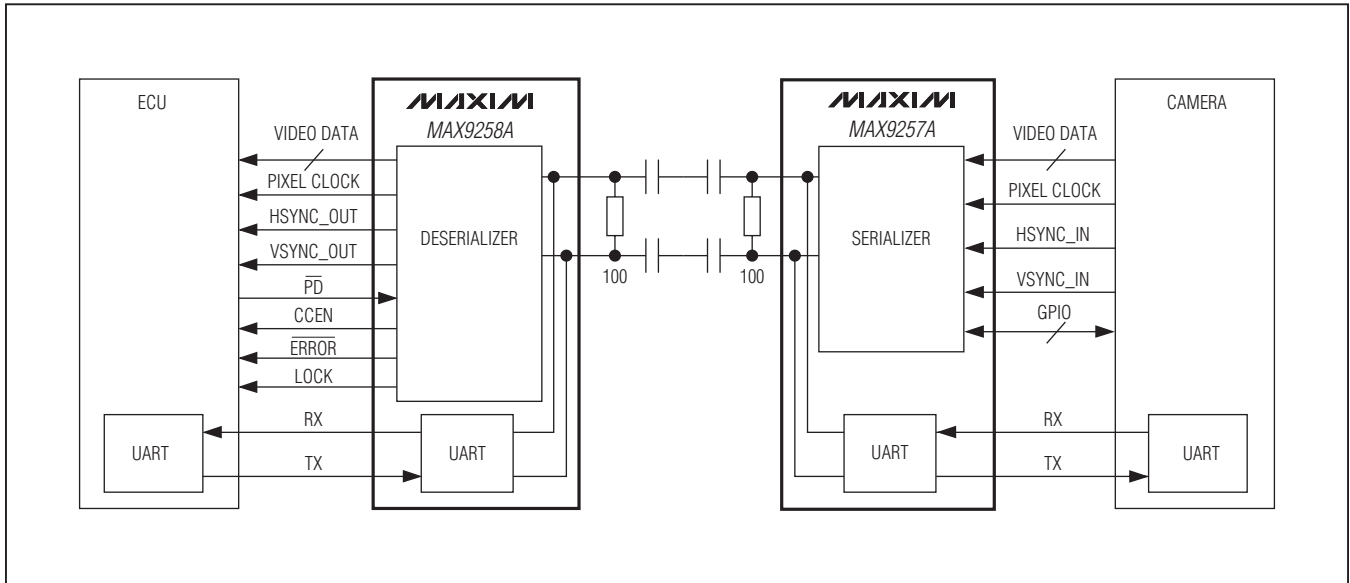 ECU
VIDEO DATA
PIXEL CLOCK
HSYNC_OUT
VSYNC_OUT
PD
CCEN
ERROR
LOCK
RX
TX
UART
MAXIM
MAX9258A
DESERIALIZER
UART
100
100
MAXIM
MAX9257A
SERIALIZER
UART
VIDEO DATA
PIXEL CLOCK
HSYNC_IN
VSYNC_IN
GPIO
RX
TX
CAMERA
UART